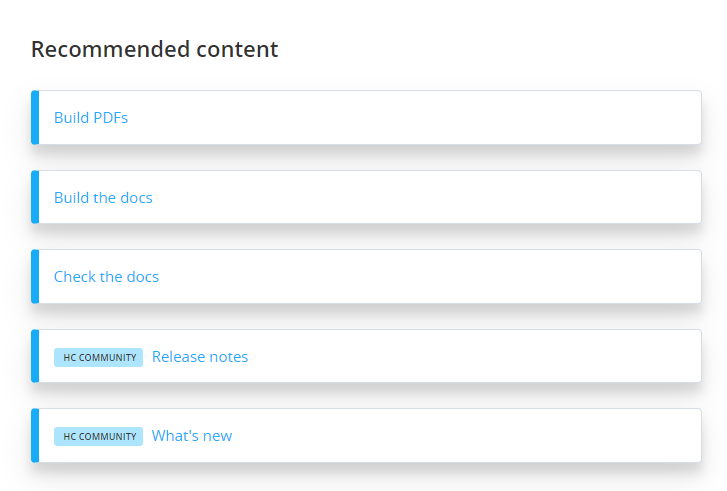 Recommended content
Build PDFs
Build the docs
Check the docs
HC COMMUNITY Release notes
HC COMMUNITY What's new